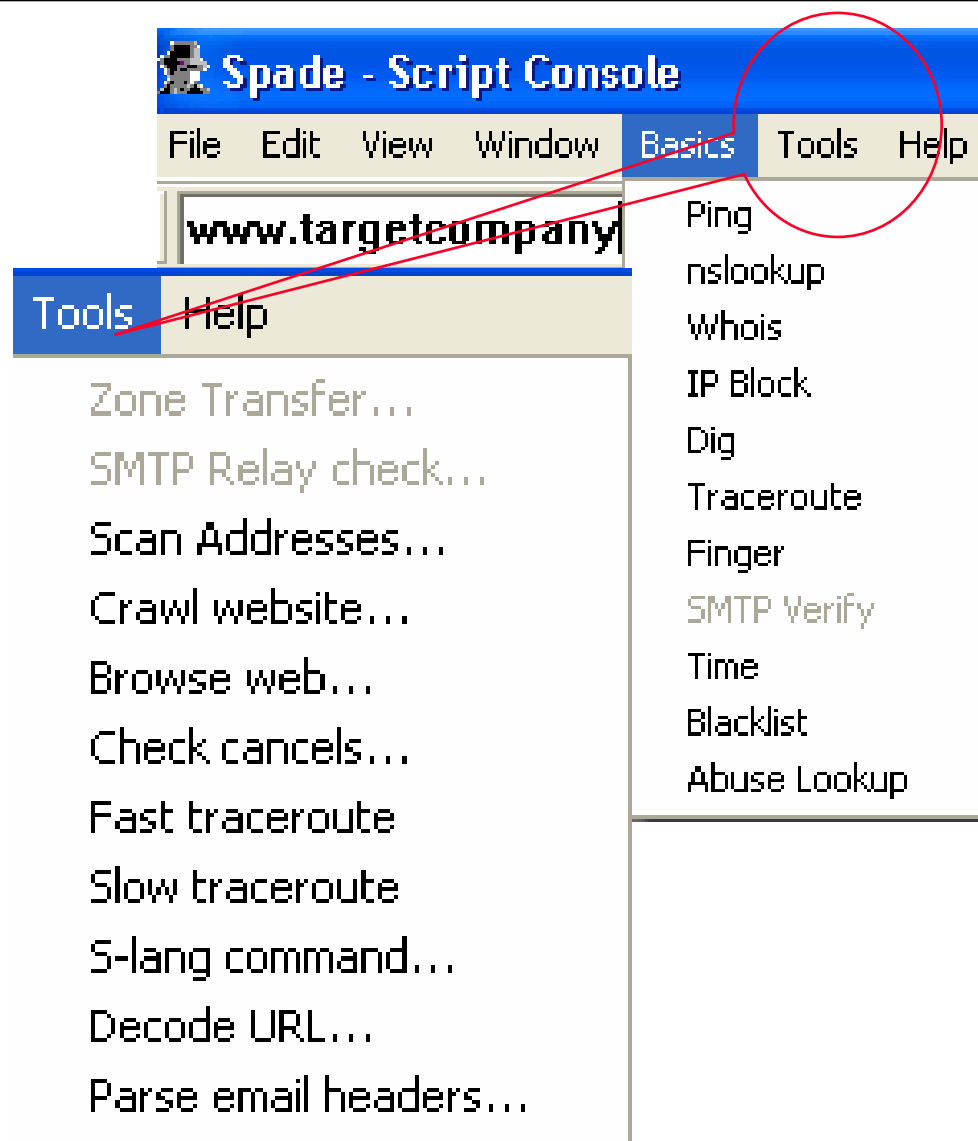 Spade - Script Console
File Edit View Window Basics Tools Help
www.targetcompany
Ping
nslookup
Whois
IP Block
Dig
Traceroute
Finger
SMTP Verify
Time
Blacklist
Abuse Lookup
Tools Help
Zone Transfer...
SMTP Relay check...
Scan Addresses...
Crawl website...
Browse web...
Check cancels...
Fast traceroute
Slow traceroute
S-lang command...
Decode URL...
Parse email headers...